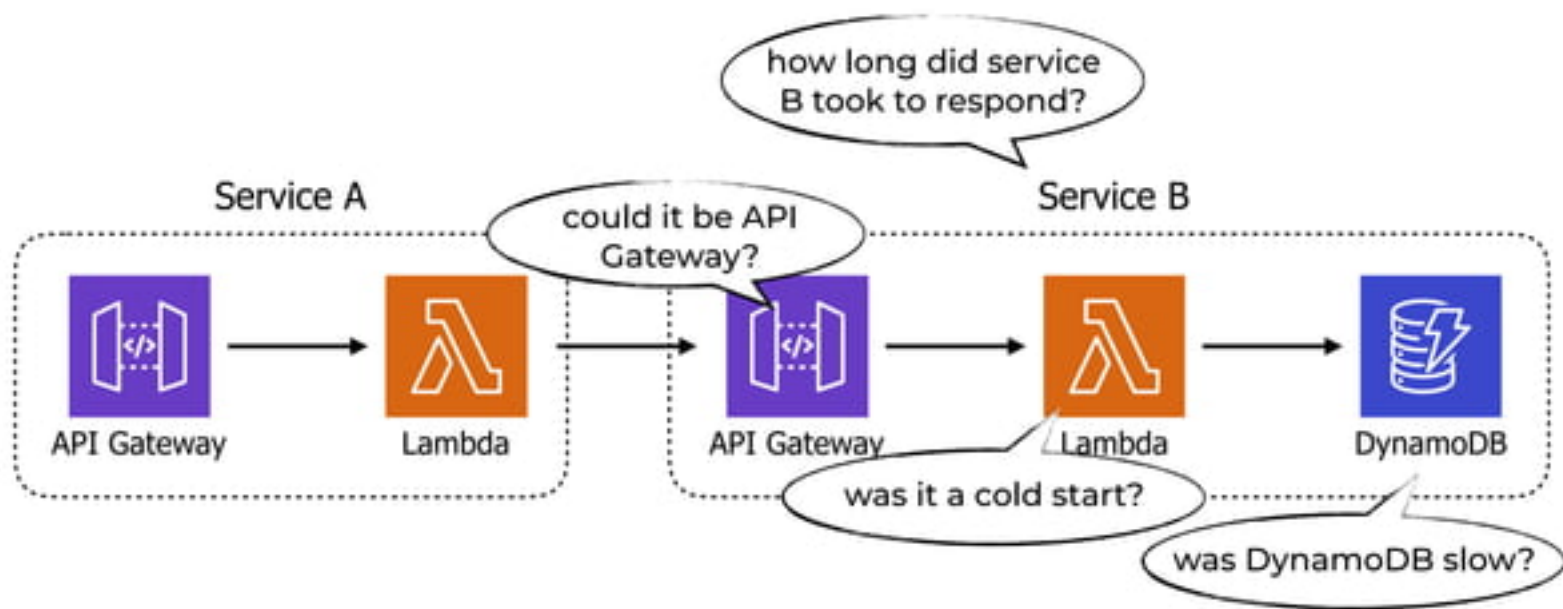 how long did service
B took to respond?
Service A
could it be API
Gateway?
Service B
</>
</>
API Gateway
Lambda
API Gateway
Lambda
DynamoDB
was it a cold start?
was DynamoDB slow?